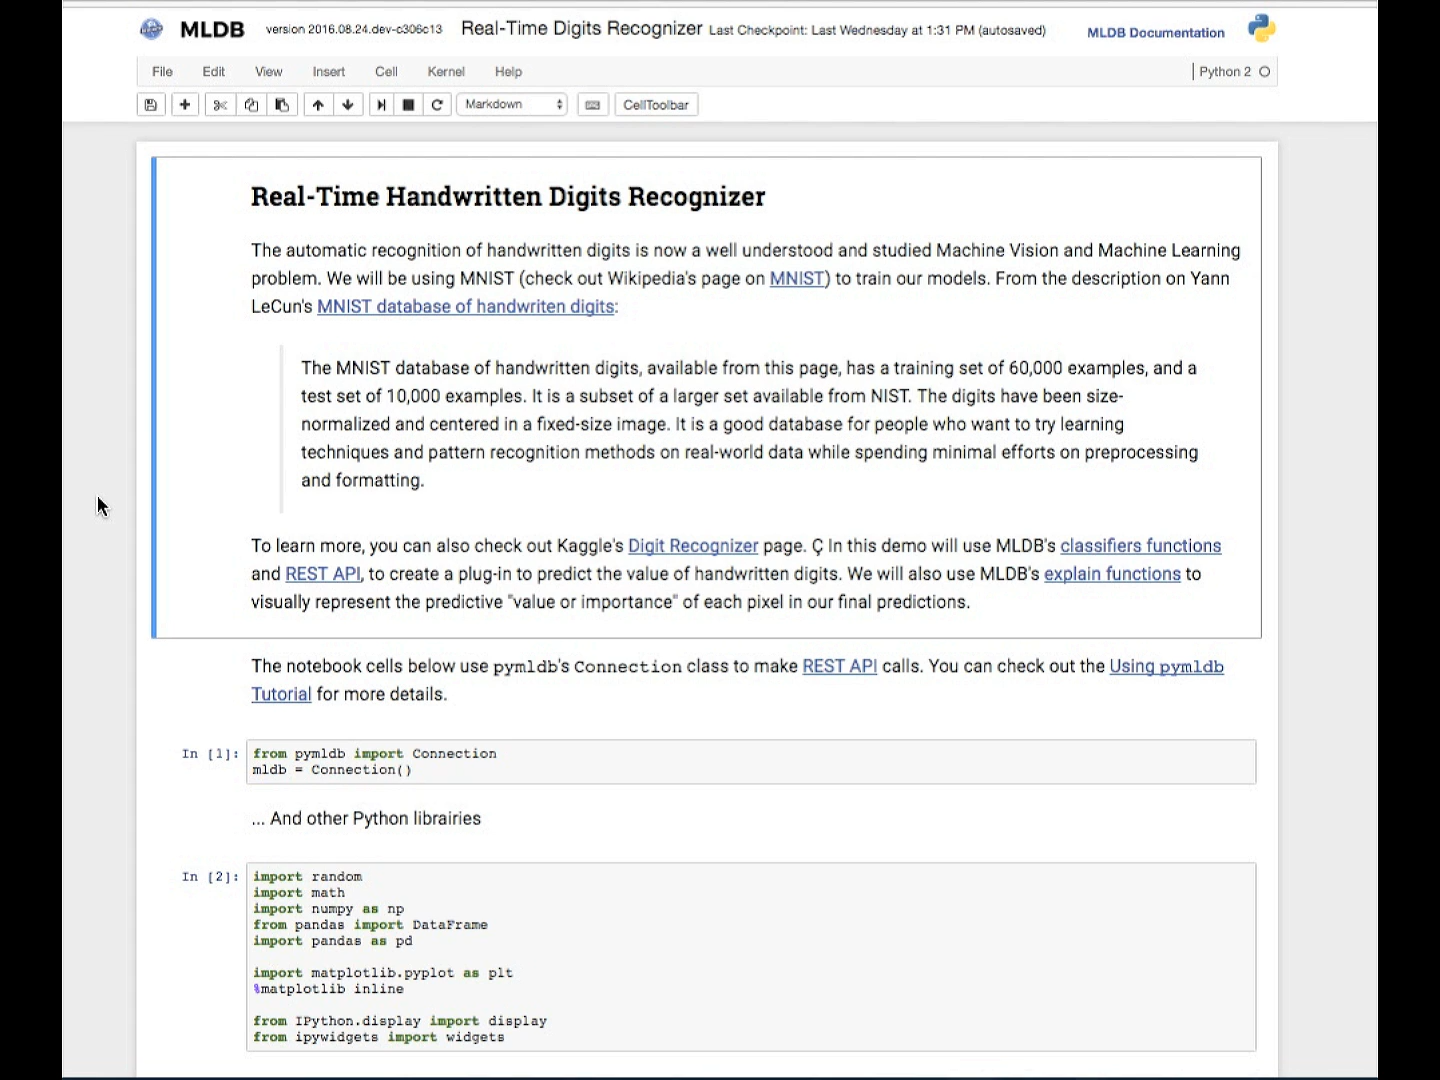 MLDB version 2016.08.24.dev-c306c13 Real-Time Digits Recognizer Last Checkpoint: Last Wednesday at 1:31 PM (autosaved) MLDB Documentation
File Edit View Insert Cell Kernel Help Python 2
Markdown CellToolbar
Real-Time Handwritten Digits Recognizer
The automatic recognition of handwritten digits is now a well understood and studied Machine Vision and Machine Learning
problem. We will be using MNIST (check out Wikipedia's page on MNIST) to train our models. From the description on Yann
LeCun's MNIST database of handwriten digits:
The MNIST database of handwritten digits, available from this page, has a training set of 60,000 examples, and a
test set of 10,000 examples. It is a subset of a larger set available from NIST. The digits have been size-
normalized and centered in a fixed-size image. It is a good database for people who want to try learning
techniques and pattern recognition methods on real-world data while spending minimal efforts on preprocessing
and formatting.
To learn more, you can also check out Kaggle's Digit Recognizer page. Ç In this demo will use MLDB's classifiers functions
and REST API, to create a plug-in to predict the value of handwritten digits. We will also use MLDB's explain functions to
visually represent the predictive "value or importance" of each pixel in our final predictions.
The notebook cells below use pymldb's Connection class to make REST API calls. You can check out the Using pymldb
Tutorial for more details.
In [1]: from pymldb import Connection
mldb = Connection()
... And other Python librairies
In [2]: import random
import math
import numpy as np
from pandas import DataFrame
import pandas as pd
import matplotlib.pyplot as plt
%matplotlib inline
from IPython.display import display
from ipywidgets import widgets